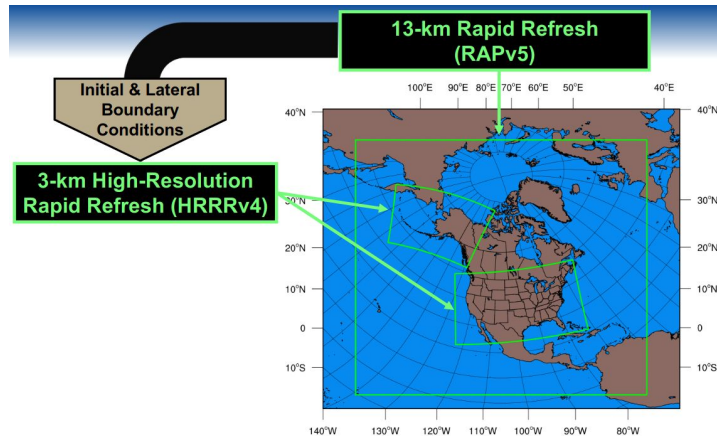 13-km Rapid Refresh
(RAPv5)
Initial & Lateral
Boundary
Conditions
3-km High-Resolution
Rapid Refresh (HRRRv4)
100°E 90°E 80°E 70°E 60°E 50°E 40°E
40°N 40°N
30°N 30°N
20°N 20°N
10°N 10°N
0 0
10°S 10°S
140°W 130°W 120°W 110°W 100°W 90°W 80°W